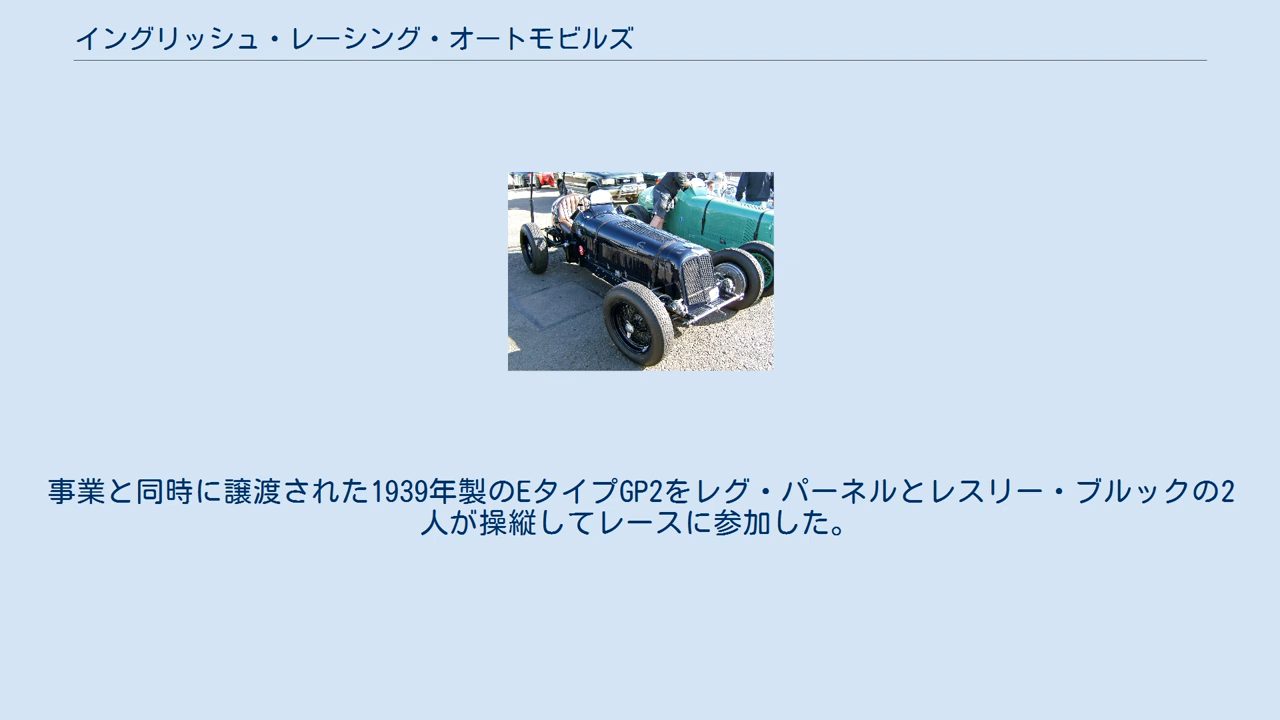 イングリッシュ・レーシング・オートモビルズ
事業と同時に譲渡された1939年製のEタイプGP2をレグ・パーネルとレスリー・ブルックの2
人が操縦してレースに参加した。